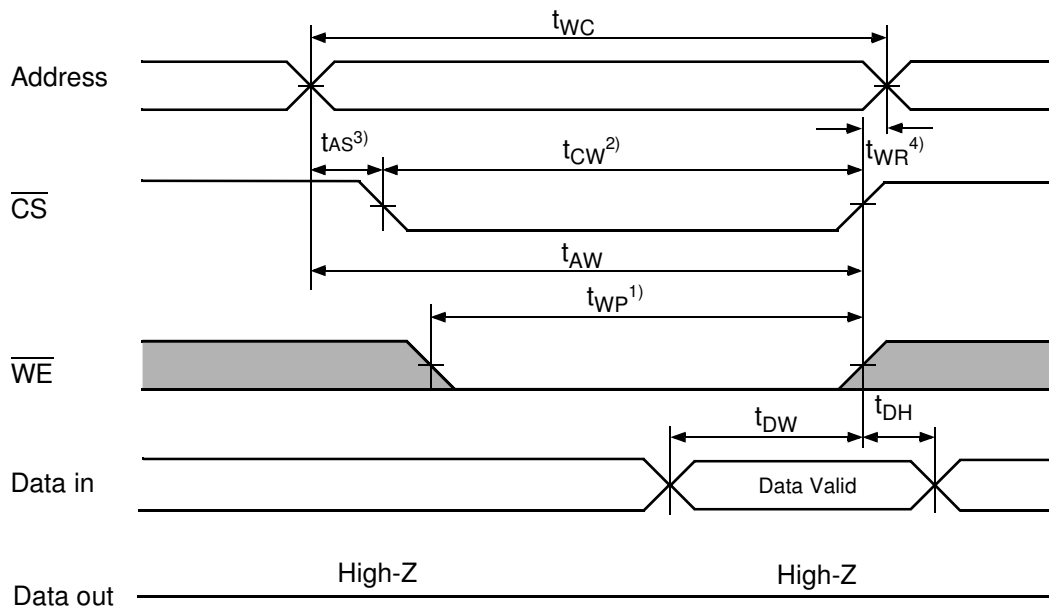 tWC
Address
tAS3)
tCW2)
tWR4)
CS
tAW
tWP1)
WE
tDW
tDH
Data in
Data Valid
High-Z
High-Z
Data out